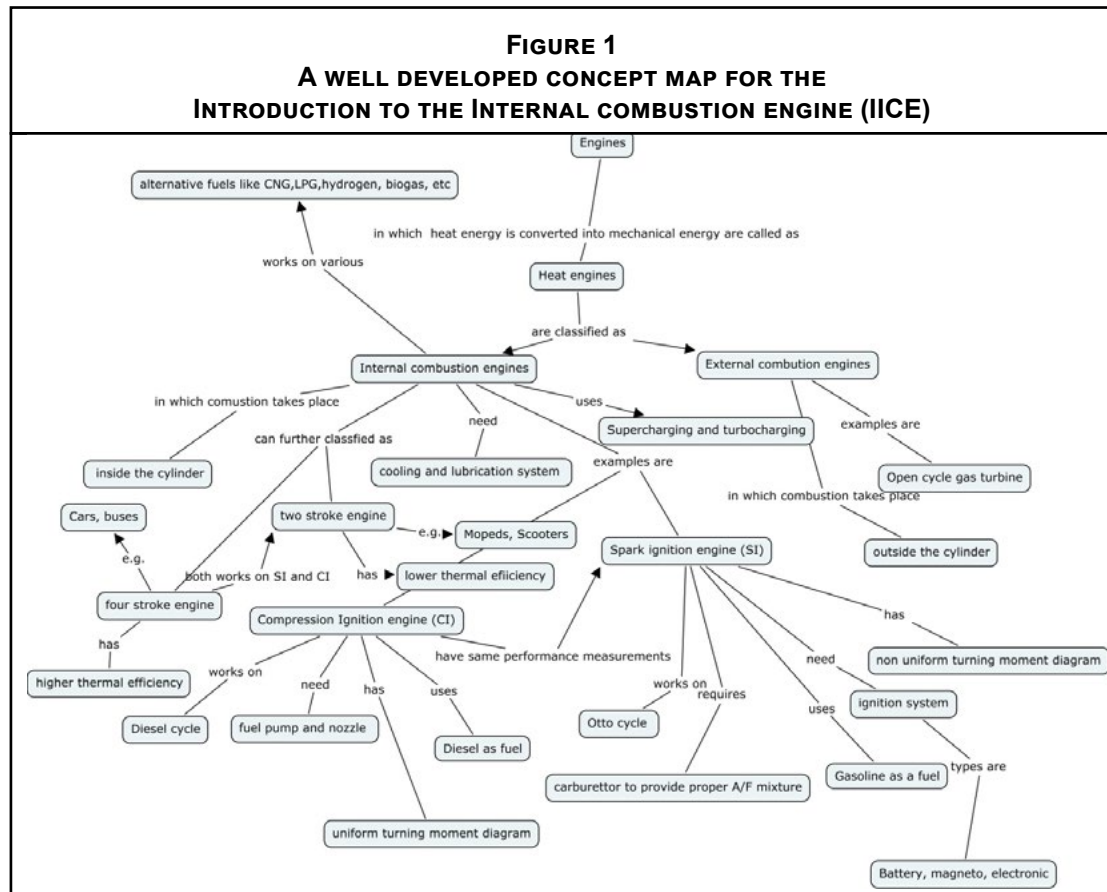 FIGURE 1
A WELL DEVELOPED CONCEPT MAP FOR THE
INTRODUCTION TO THE INTERNAL COMBUSTION ENGINE (IICE)
Engines
alternative fuels like CNG,LPG,hydrogen, biogas, etc
in which heat energy is converted into mechanical energy are called as
works on various
Heat engines
are classified as
Internal combustion engines
External combution engines
in which comustion takes place
uses
need
Supercharging and turbocharging
examples are
can further classfied as
inside the cylinder
cooling and lubrication system
examples are
Open cycle gas turbine
in which combustion takes place
Cars, buses
two stroke engine
e.g.
Mopeds, Scooters
Spark ignition engine (SI)
outside the cylinder
e.g.
both works on SI and CI
has
lower thermal efiiciency
four stroke engine
Compression Ignition engine (CI)
has
has
have same performance measurements
need
non uniform turning moment diagram
higher thermal efficiency
works on
need
has
uses
works on
requires
uses
ignition system
Diesel cycle
fuel pump and nozzle
Otto cycle
Diesel as fuel
types are
carburettor to provide proper A/F mixture
Gasoline as a fuel
uniform turning moment diagram
Battery, magneto, electronic